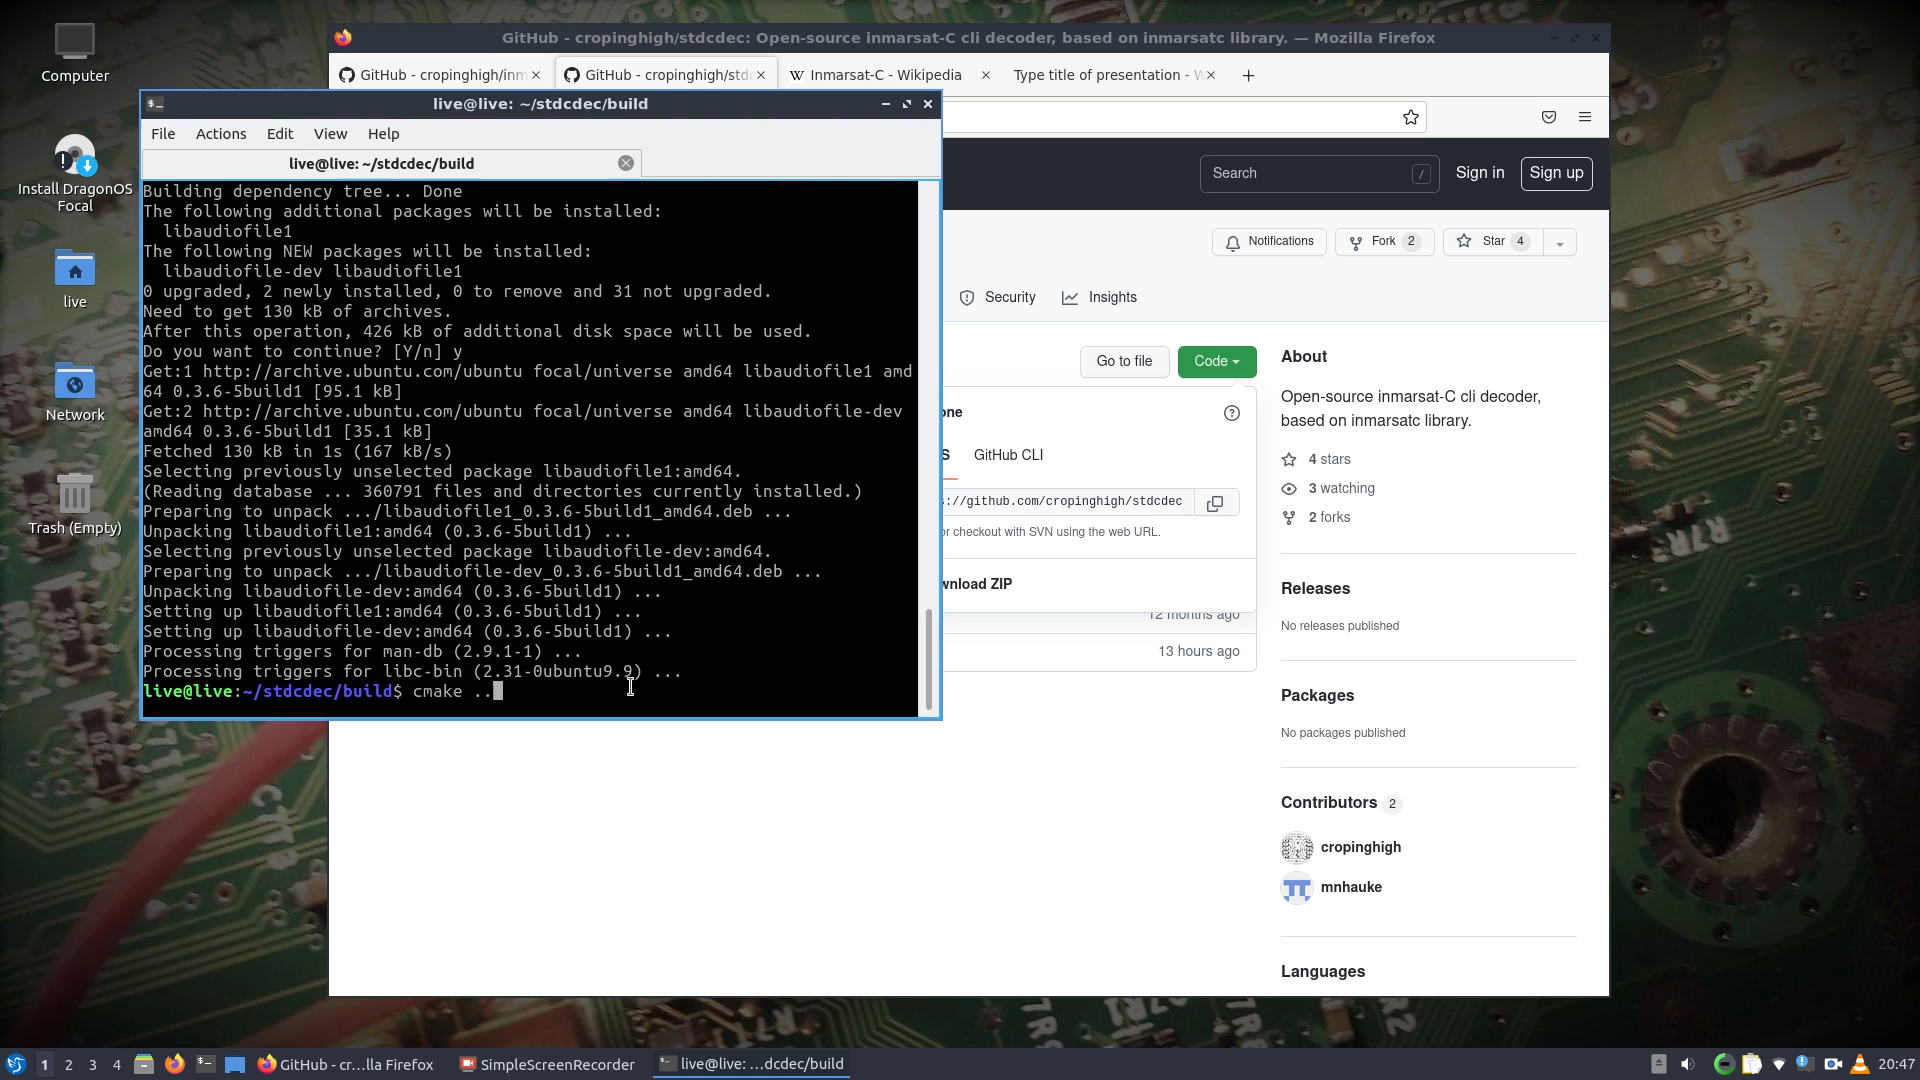 Computer
Install DragonOS
Focal
live
Network
Trash (Empty)
GitHub - cropinghigh/stdcdec: Open-source inmarsat-C cli decoder, based on inmarsatc library. — Mozilla Firefox
GitHub - cropinghigh/inm
GitHub - cropinghigh/stdc
Inmarsat-C - Wikipedia
Type title of presentation - W
live@live: ~/stdcdec/build
File Actions Edit View Help
live@live: ~/stdcdec/build
Building dependency tree... Done
The following additional packages will be installed:
libaudiofile1
The following NEW packages will be installed:
libaudiofile-dev libaudiofile1
0 upgraded, 2 newly installed, 0 to remove and 31 not upgraded.
Need to get 130 kB of archives.
After this operation, 426 kB of additional disk space will be used.
Do you want to continue? [Y/n] y
Get:1 http://archive.ubuntu.com/ubuntu focal/universe amd64 libaudiofile1 amd
64 0.3.6-5build1 [95.1 kB]
Get:2 http://archive.ubuntu.com/ubuntu focal/universe amd64 libaudiofile-dev
amd64 0.3.6-5build1 [35.1 kB]
Fetched 130 kB in 1s (167 kB/s)
Selecting previously unselected package libaudiofile1:amd64.
(Reading database ... 360791 files and directories currently installed.)
Preparing to unpack .../libaudiofile1_0.3.6-5build1_amd64.deb ...
Unpacking libaudiofile1:amd64 (0.3.6-5build1) ...
Selecting previously unselected package libaudiofile-dev:amd64.
Preparing to unpack .../libaudiofile-dev_0.3.6-5build1_amd64.deb ...
Unpacking libaudiofile-dev:amd64 (0.3.6-5build1) ...
Setting up libaudiofile1:amd64 (0.3.6-5build1) ...
Setting up libaudiofile-dev:amd64 (0.3.6-5build1) ...
Processing triggers for man-db (2.9.1-1) ...
Processing triggers for libc-bin (2.31-0ubuntu9.9) ...
live@live:~/stdcdec/build$ cmake ..
Search /
Sign in
Sign up
Notifications
Fork 2
Star 4
Security
Insights
Go to file
Code
one
S
GitHub CLI
s://github.com/cropinghigh/stdcdec
or checkout with SVN using the web URL.
wnload ZIP
12 months ago
13 hours ago
About
Open-source inmarsat-C cli decoder,
based on inmarsatc library.
4 stars
3 watching
2 forks
Releases
No releases published
Packages
No packages published
Contributors 2
cropinghigh
mnhauke
Languages
1 2 3 4
GitHub - cr...lla Firefox
SimpleScreenRecorder
live@live: ...dcdec/build
20:47